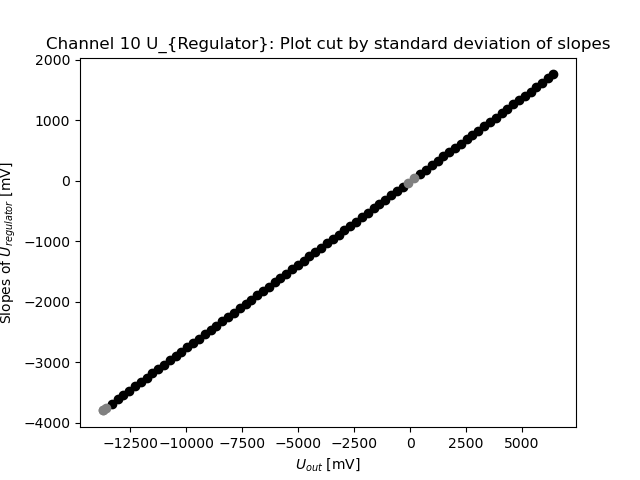 Channel 10 U_{Regulator}: Plot cut by standard deviation of slopes
Slopes of U_regulator [mV]
2000
1000
0
−1000
−2000
−3000
−4000
−12500 −10000 −7500 −5000 −2500 0 2500 5000
U_out [mV]